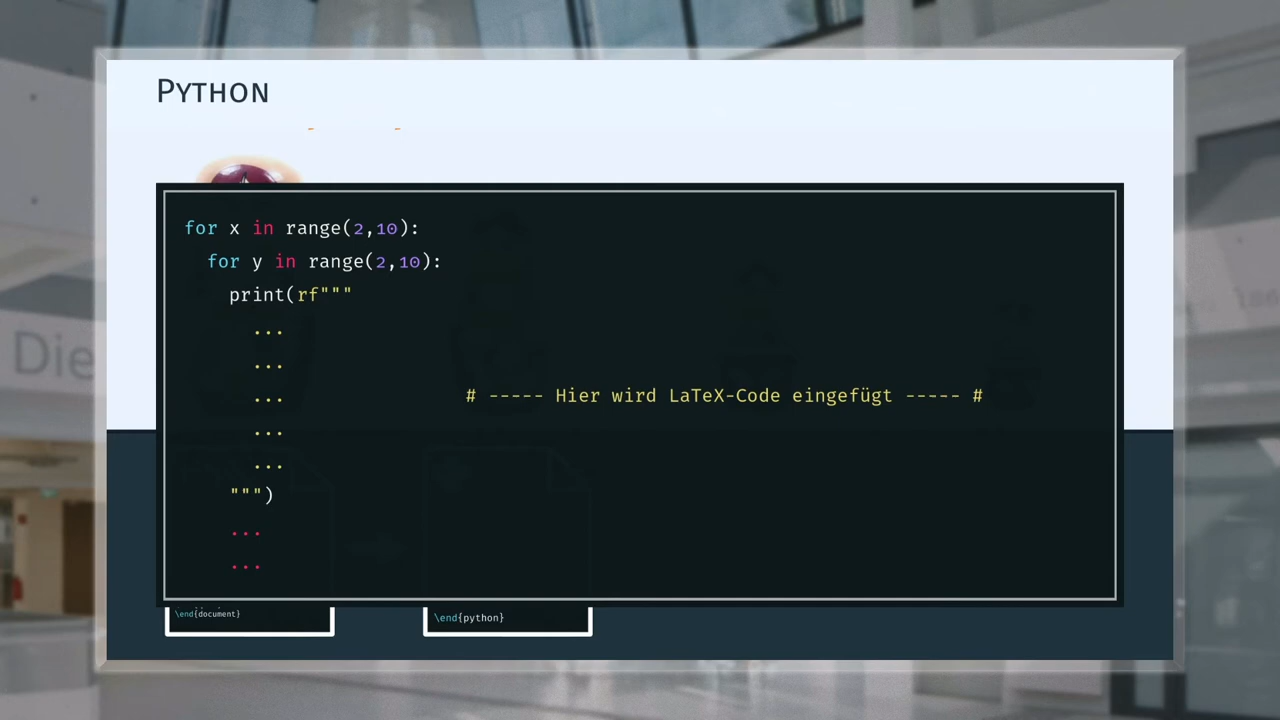 PYTHON
for x in range(2,10):
for y in range(2,10):
print(rf"""
...
...
... # ----- Hier wird LaTeX-Code eingefügt ----- #
...
...
""")
...
...
\end{document}
\end{python}
Die